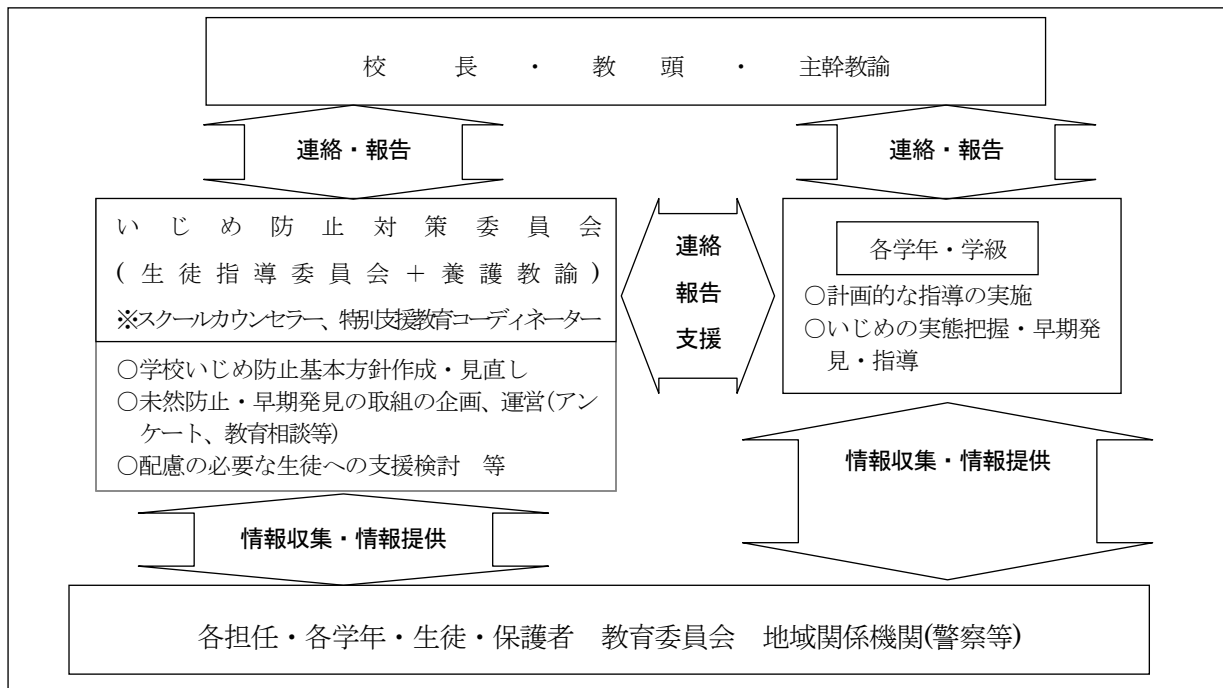 校長・教頭・主幹教諭
連絡・報告
連絡・報告
いじめ防止対策委員会
(生徒指導委員会＋養護教諭)
※スクールカウンセラー、特別支援教育コーディネーター
○学校いじめ防止基本方針作成・見直し
○未然防止・早期発見の取組の企画、運営(アン
ケート、教育相談等)
○配慮の必要な生徒への支援検討　等
連絡
報告
支援
各学年・学級
○計画的な指導の実施
○いじめの実態把握・早期発
見・指導
情報収集・情報提供
情報収集・情報提供
各担任・各学年・生徒・保護者　教育委員会　地域関係機関(警察等)